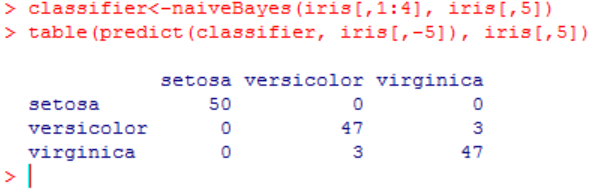 > classifier<-naiveBayes(iris[,1:4], iris[,5])
> table(predict(classifier, iris[,-5]), iris[,5])
setosa versicolor virginica
setosa 50 0 0
versicolor 0 47 3
virginica 0 3 47
>